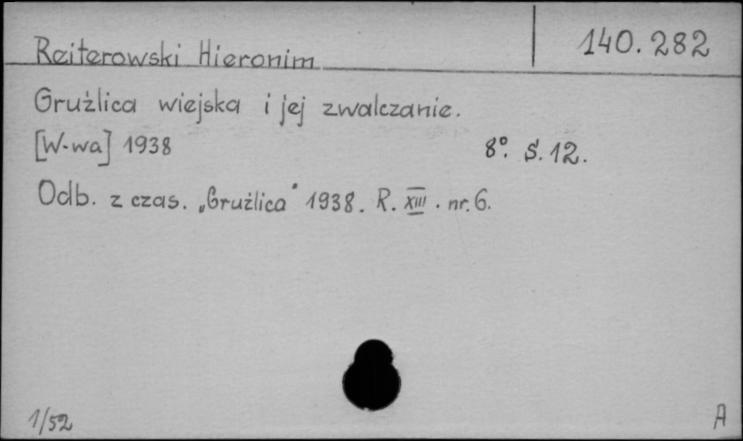 Reiterowski Hieronim
140.282
Gruźlica wiejska i jej zwalczanie.
[W-wa] 1938 8°. S. 12.
Odb. z czas. „Gruźlica" 1938. R. XIII. nr. 6.
1/52
A